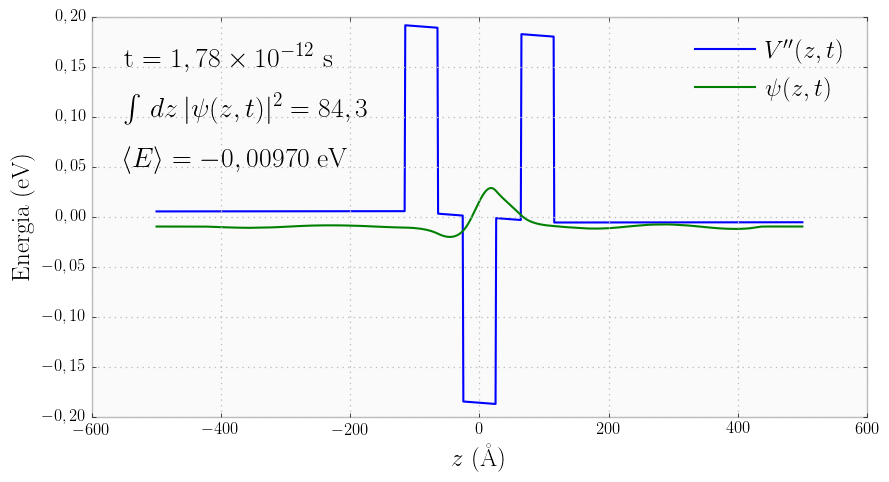 t = 1,78 × 10⁻¹² s
∫ dz |ψ(z, t)|² = 84,3
⟨E⟩ = −0,00970 eV
V″(z, t)
ψ(z, t)
Energia (eV)
0,20
0,15
0,10
0,05
0,00
−0,05
−0,10
−0,15
−0,20
−600 −400 −200 0 200 400 600
z (Å)